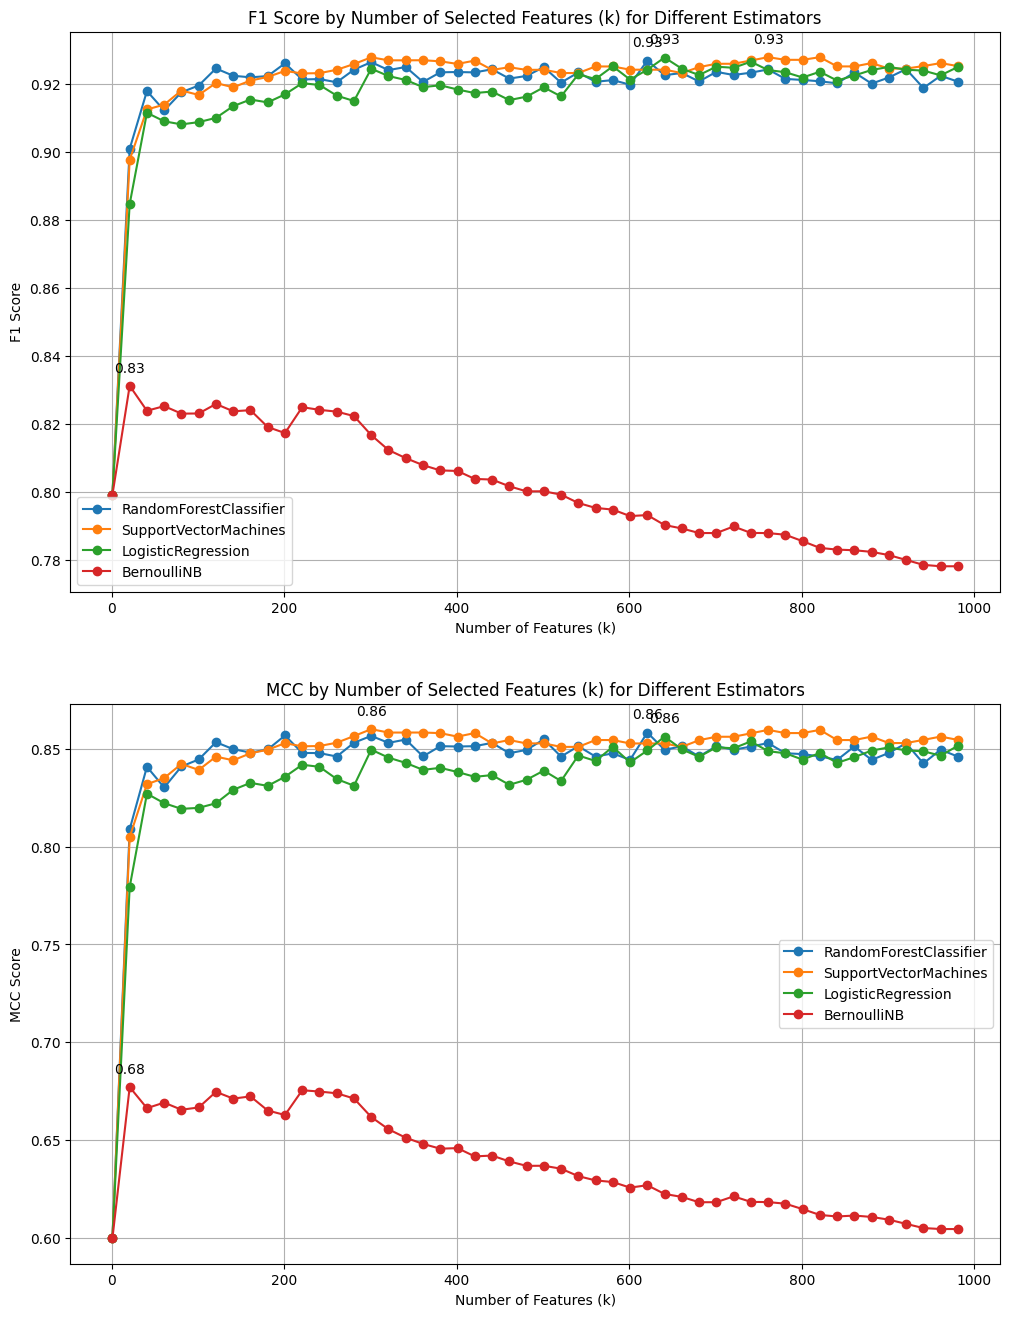 F1 Score by Number of Selected Features (k) for Different Estimators
0.93
0.93
0.93
0.92
0.90
0.88
0.86
0.84
0.82
0.80
0.78
F1 Score
0.83
RandomForestClassifier
SupportVectorMachines
LogisticRegression
BernoulliNB
0 200 400 600 800 1000
Number of Features (k)
MCC by Number of Selected Features (k) for Different Estimators
0.86
0.86
0.86
0.85
0.80
0.75
0.70
0.65
0.60
MCC Score
0.68
RandomForestClassifier
SupportVectorMachines
LogisticRegression
BernoulliNB
0 200 400 600 800 1000
Number of Features (k)